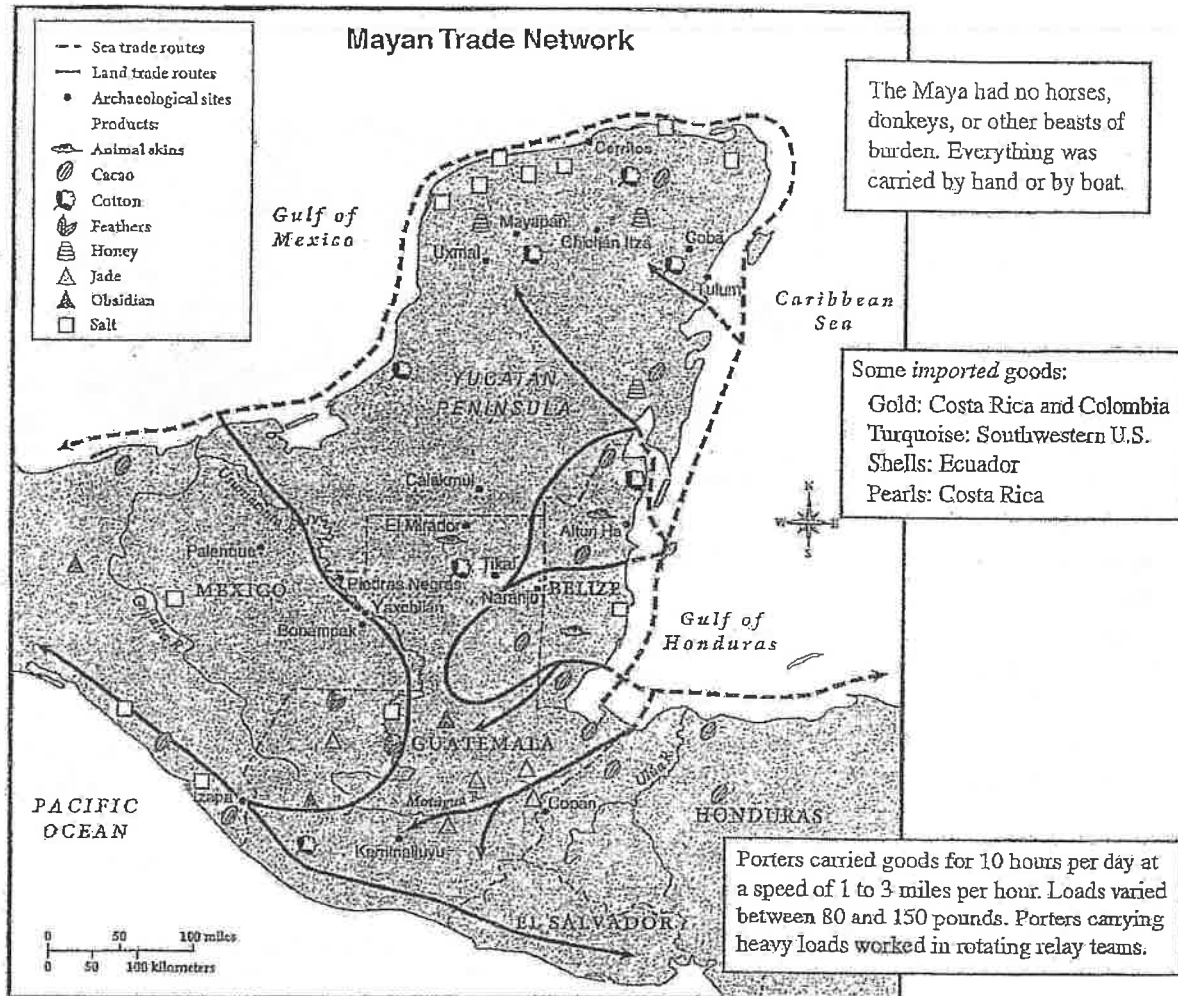 Mayan Trade Network
Sea trade routes
Land trade routes
Archaeological sites
Products:
Animal skins
Cacao
Cotton
Feathers
Honey
Jade
Obsidian
Salt
The Maya had no horses,
donkeys, or other beasts of
burden. Everything was
carried by hand or by boat.
Gulf of
Mexico
Cerritos
Mayapan
Chichén Itzá
Coba
Uxmal
Tulum
Caribbean
Sea
YUCATAN
PENINSULA
Some imported goods:
Gold: Costa Rica and Colombia
Turquoise: Southwestern U.S.
Shells: Ecuador
Pearls: Costa Rica
N
W E
S
Calakmul
El Mirador
Altun Ha
Palenque
Tikal
MEXICO
Piedras Negras
Naranjo
BELIZE
Yaxchilán
Bonampak
Gulf of
Honduras
GUATEMALA
Motagua R.
Ulúa R.
Izapa
Copan
HONDURAS
PACIFIC
OCEAN
Kaminaljuyu
EL SALVADOR
Porters carried goods for 10 hours per day at
a speed of 1 to 3 miles per hour. Loads varied
between 80 and 150 pounds. Porters carrying
heavy loads worked in rotating relay teams.
0 50 100 miles
0 50 100 kilometers